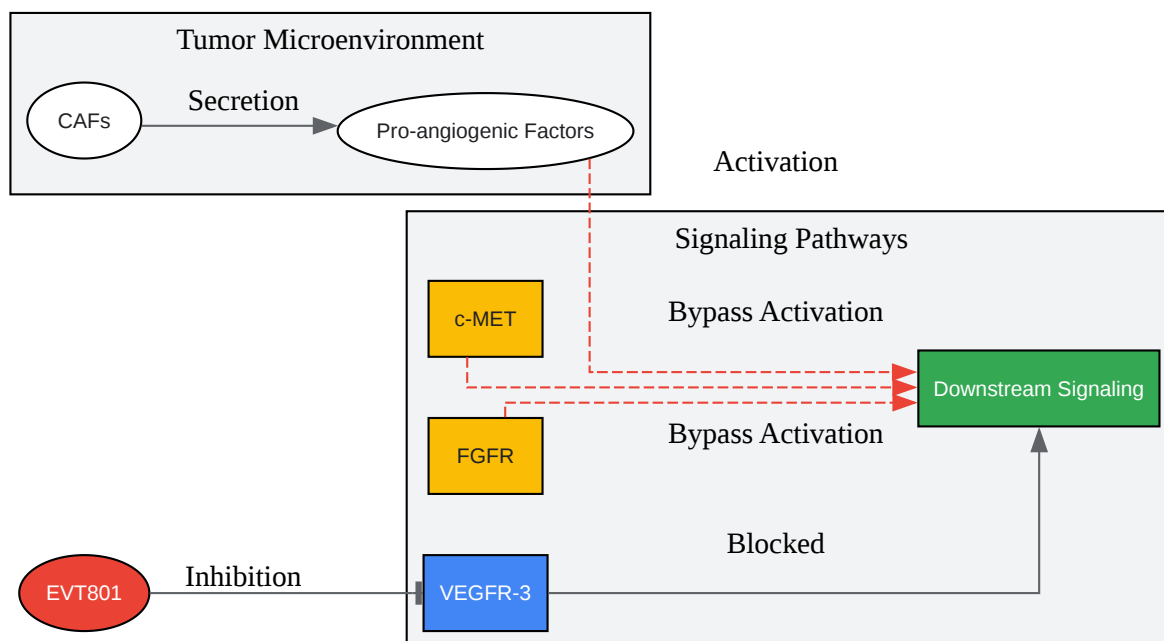 Tumor Microenvironment
Secretion
CAFs
Pro-angiogenic Factors
Activation
Signaling Pathways
c-MET
Bypass Activation
Downstream Signaling
FGFR
Bypass Activation
Blocked
EVT801
Inhibition
VEGFR-3